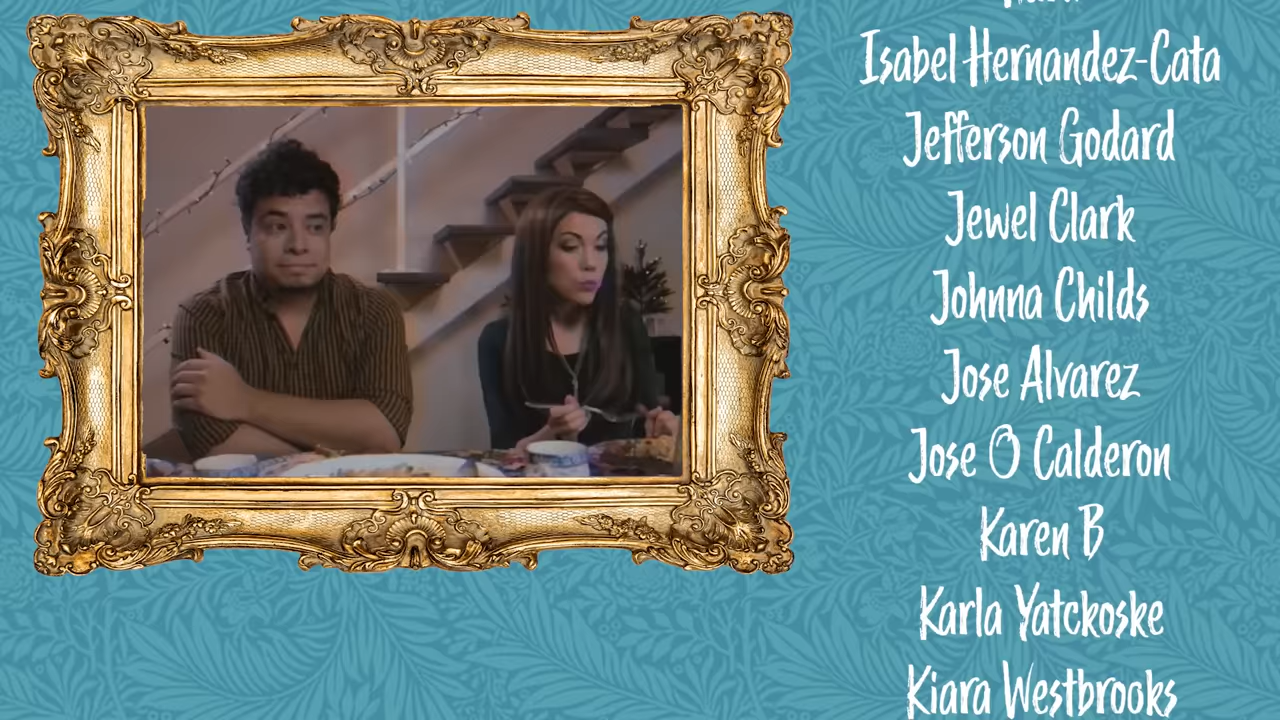 Isabel Hernandez-Cata
Jefferson Godard
Jewel Clark
Johnna Childs
Jose Alvarez
Jose O Calderon
Karen B
Karla Yatckoske
Kiara Westbrooks